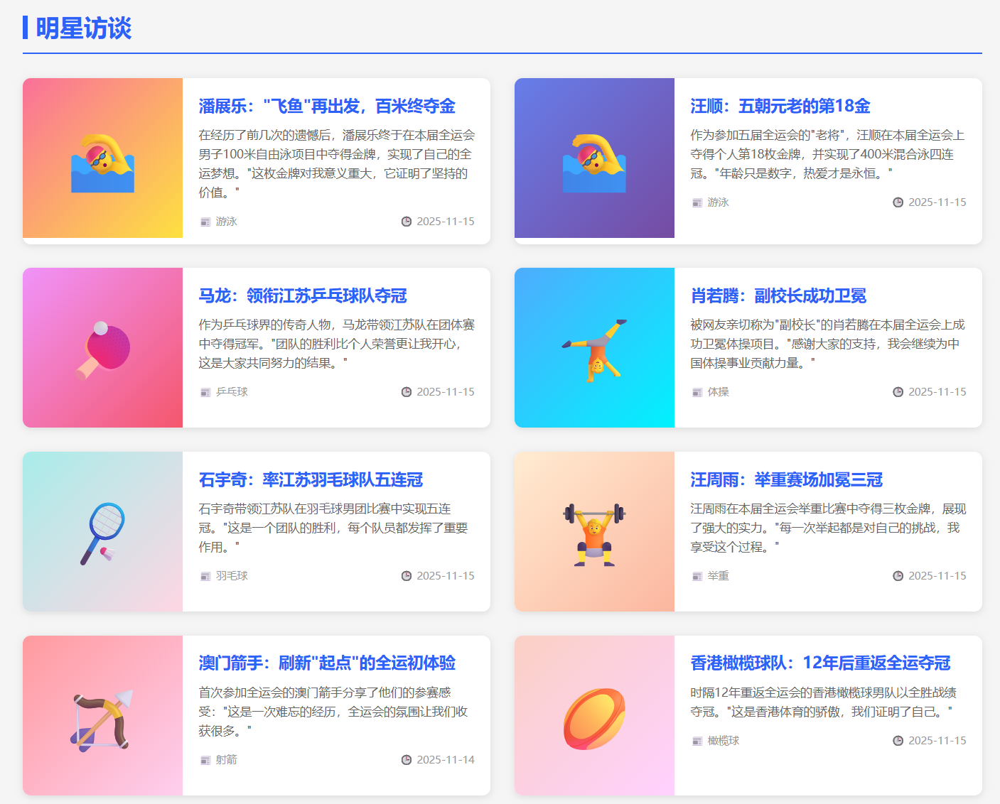 明星访谈
潘展乐："飞鱼"再出发，百米终夺金
在经历了前几次的遗憾后，潘展乐终于在本届全运会
男子100米自由泳项目中夺得金牌，实现了自己的全
运梦想。"这枚金牌对我意义重大，它证明了坚持的
价值。"
游泳
2025-11-15
汪顺：五朝元老的第18金
作为参加五届全运会的"老将"，汪顺在本届全运会上
夺得个人第18枚金牌，并实现了400米混合泳四连
冠。"年龄只是数字，热爱才是永恒。"
游泳
2025-11-15
马龙：领衔江苏乒乓球队夺冠
作为乒乓球界的传奇人物，马龙带领江苏队在团体赛
中夺得冠军。"团队的胜利比个人荣誉更让我开心，
这是大家共同努力的结果。"
乒乓球
2025-11-15
肖若腾：副校长成功卫冕
被网友亲切称为"副校长"的肖若腾在本届全运会上成
功卫冕体操项目。"感谢大家的支持，我会继续为中
国体操事业贡献力量。"
体操
2025-11-15
石宇奇：率江苏羽毛球队五连冠
石宇奇带领江苏队在羽毛球男团比赛中实现五连
冠。"这是一个团队的胜利，每个队员都发挥了重要
作用。"
羽毛球
2025-11-15
汪周雨：举重赛场加冕三冠
汪周雨在本届全运会举重比赛中夺得三枚金牌，展现
了强大的实力。"每一次举起都是对自己的挑战，我
享受这个过程。"
举重
2025-11-15
澳门箭手：刷新"起点"的全运初体验
首次参加全运会的澳门箭手分享了他们的参赛感
受："这是一次难忘的经历，全运会的氛围让我们收
获很多。"
射箭
2025-11-14
香港橄榄球队：12年后重返全运夺冠
时隔12年重返全运会的香港橄榄球男队以全胜战绩
夺冠。"这是香港体育的骄傲，我们证明了自己。"
橄榄球
2025-11-15